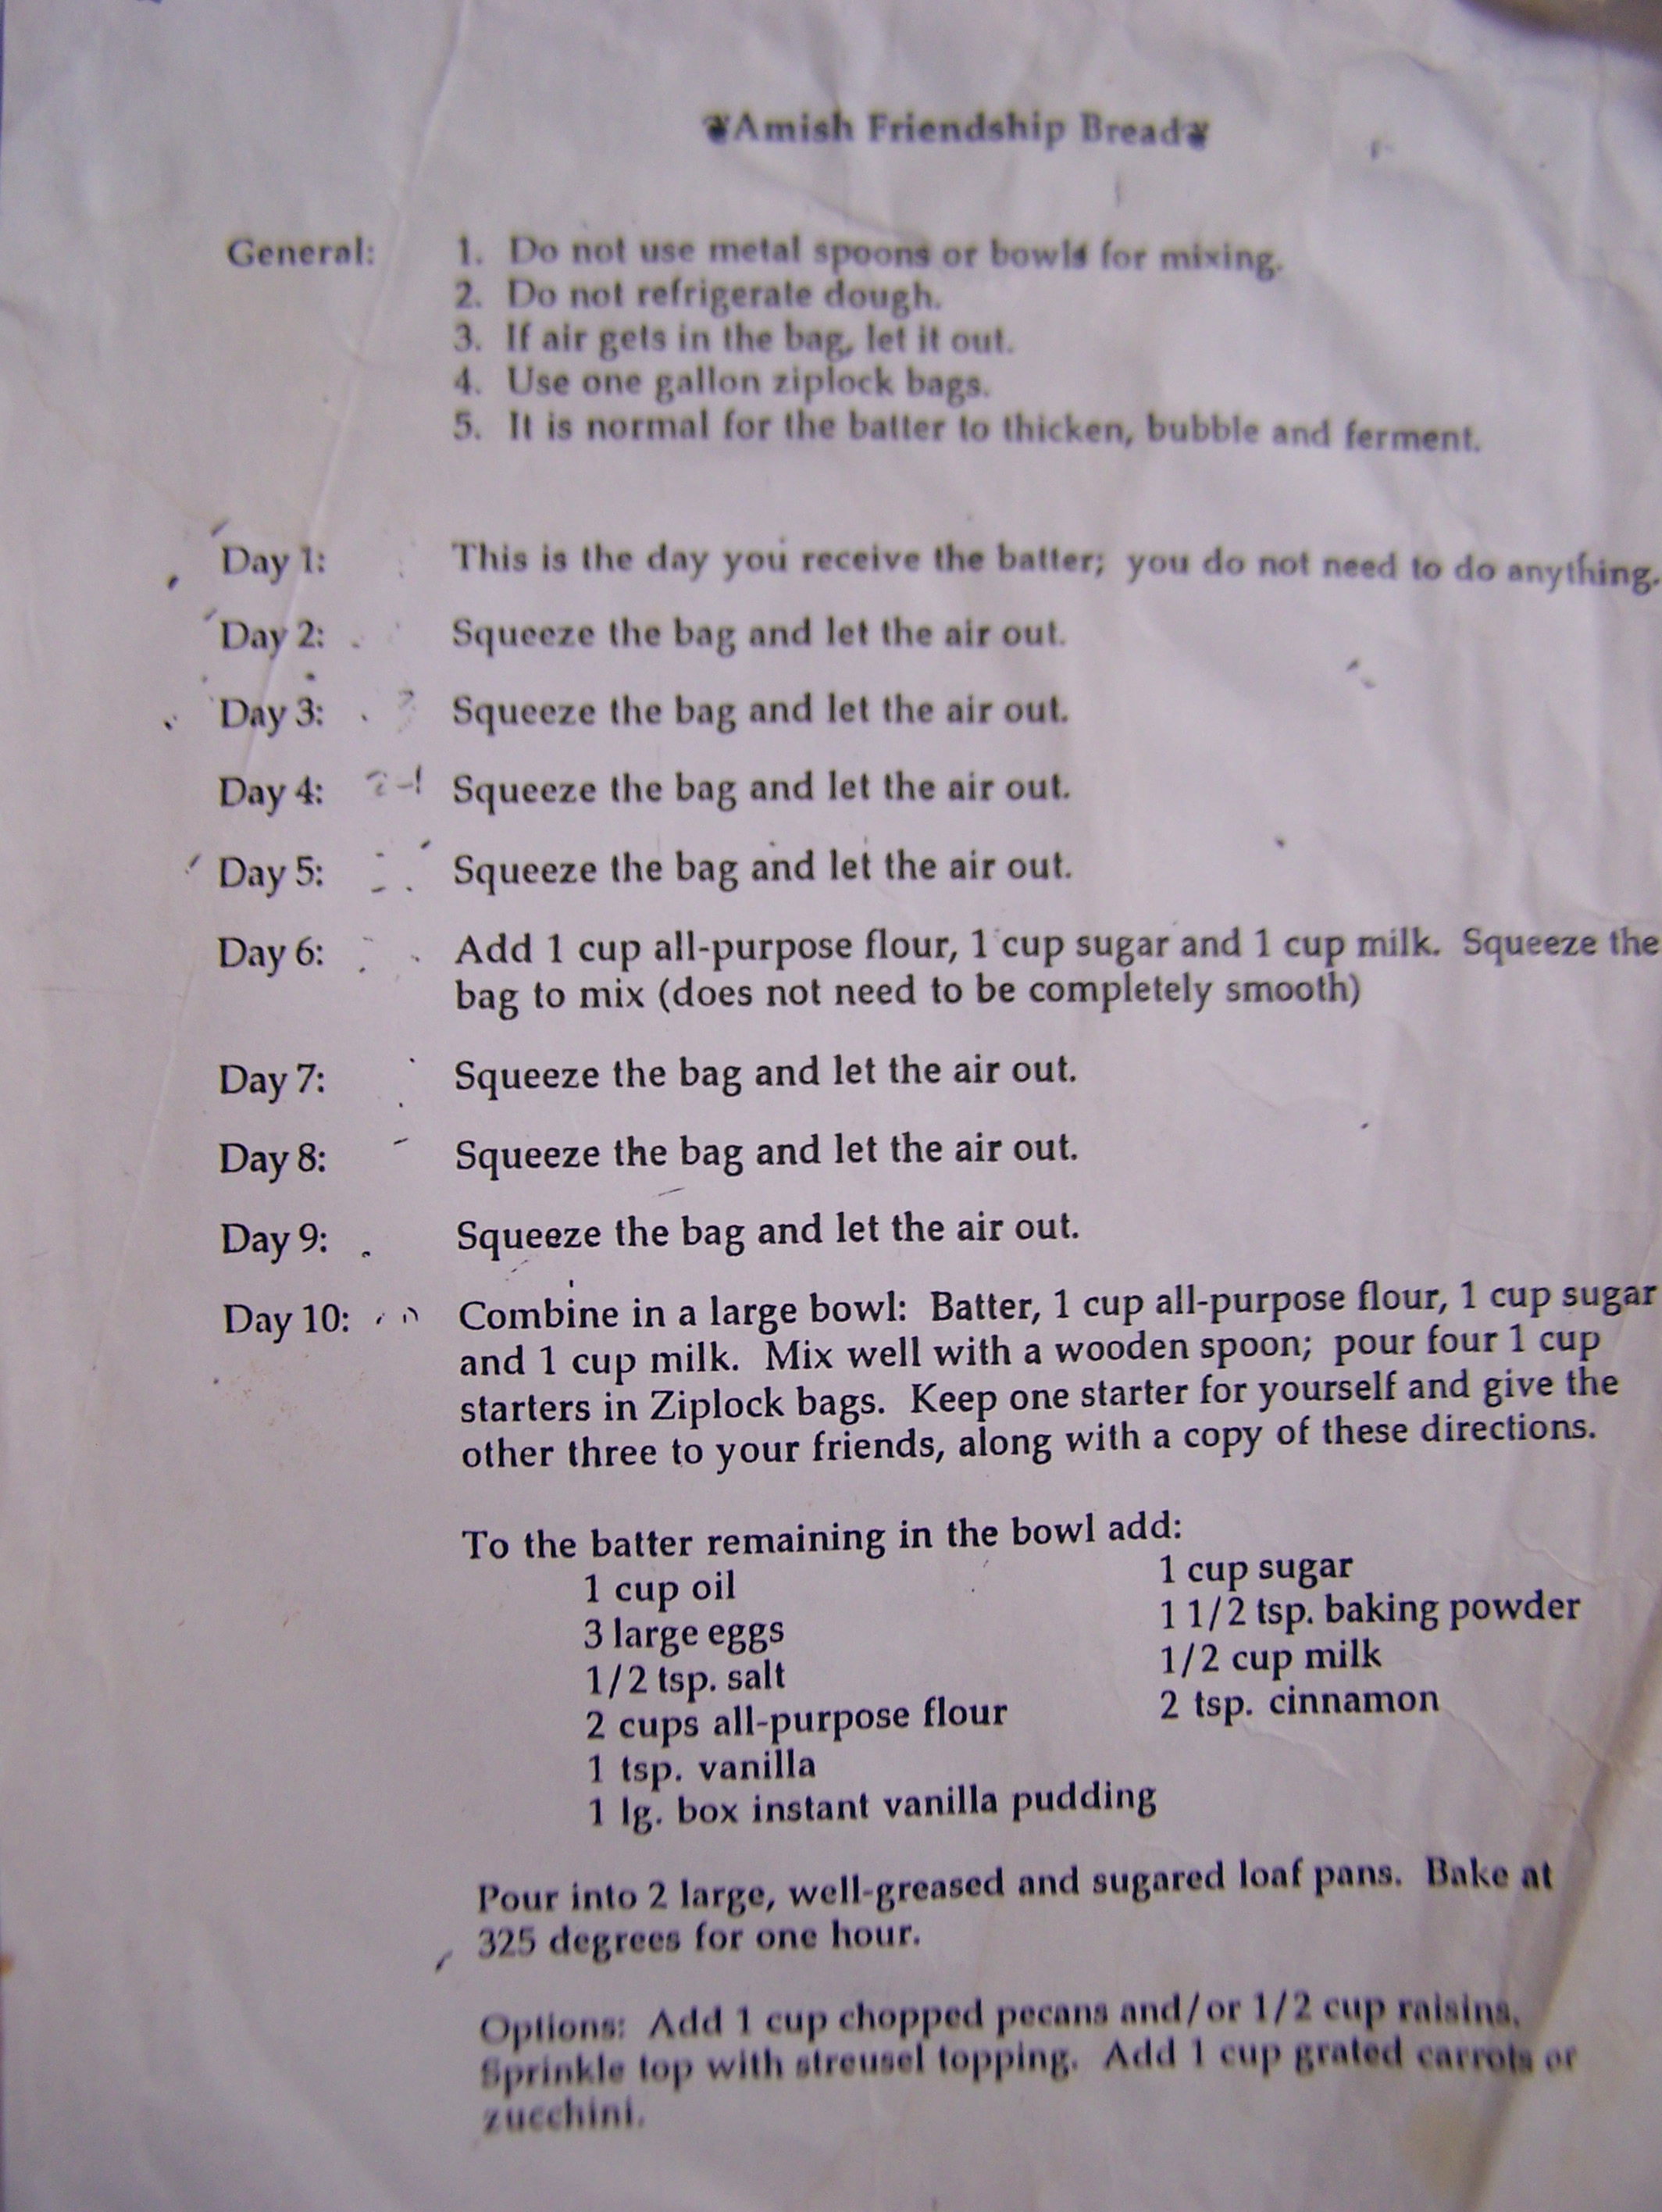 Amish Friendship Bread
General: 1. Do not use metal spoons or bowls for mixing.
2. Do not refrigerate dough.
3. If air gets in the bag, let it out.
4. Use one gallon ziplock bags.
5. It is normal for the batter to thicken, bubble and ferment.
Day 1: This is the day you receive the batter; you do not need to do anything.
Day 2: Squeeze the bag and let the air out.
Day 3: Squeeze the bag and let the air out.
Day 4: Squeeze the bag and let the air out.
Day 5: Squeeze the bag and let the air out.
Day 6: Add 1 cup all-purpose flour, 1 cup sugar and 1 cup milk. Squeeze the
bag to mix (does not need to be completely smooth)
Day 7: Squeeze the bag and let the air out.
Day 8: Squeeze the bag and let the air out.
Day 9: Squeeze the bag and let the air out.
Day 10: Combine in a large bowl: Batter, 1 cup all-purpose flour, 1 cup sugar
and 1 cup milk. Mix well with a wooden spoon; pour four 1 cup
starters in Ziplock bags. Keep one starter for yourself and give the
other three to your friends, along with a copy of these directions.
To the batter remaining in the bowl add:
1 cup oil 1 cup sugar
3 large eggs 1 1/2 tsp. baking powder
1/2 tsp. salt 1/2 cup milk
2 cups all-purpose flour 2 tsp. cinnamon
1 tsp. vanilla
1 lg. box instant vanilla pudding
Pour into 2 large, well-greased and sugared loaf pans. Bake at
325 degrees for one hour.
Options: Add 1 cup chopped pecans and/or 1/2 cup raisins.
Sprinkle top with streusel topping. Add 1 cup grated carrots or
zucchini.